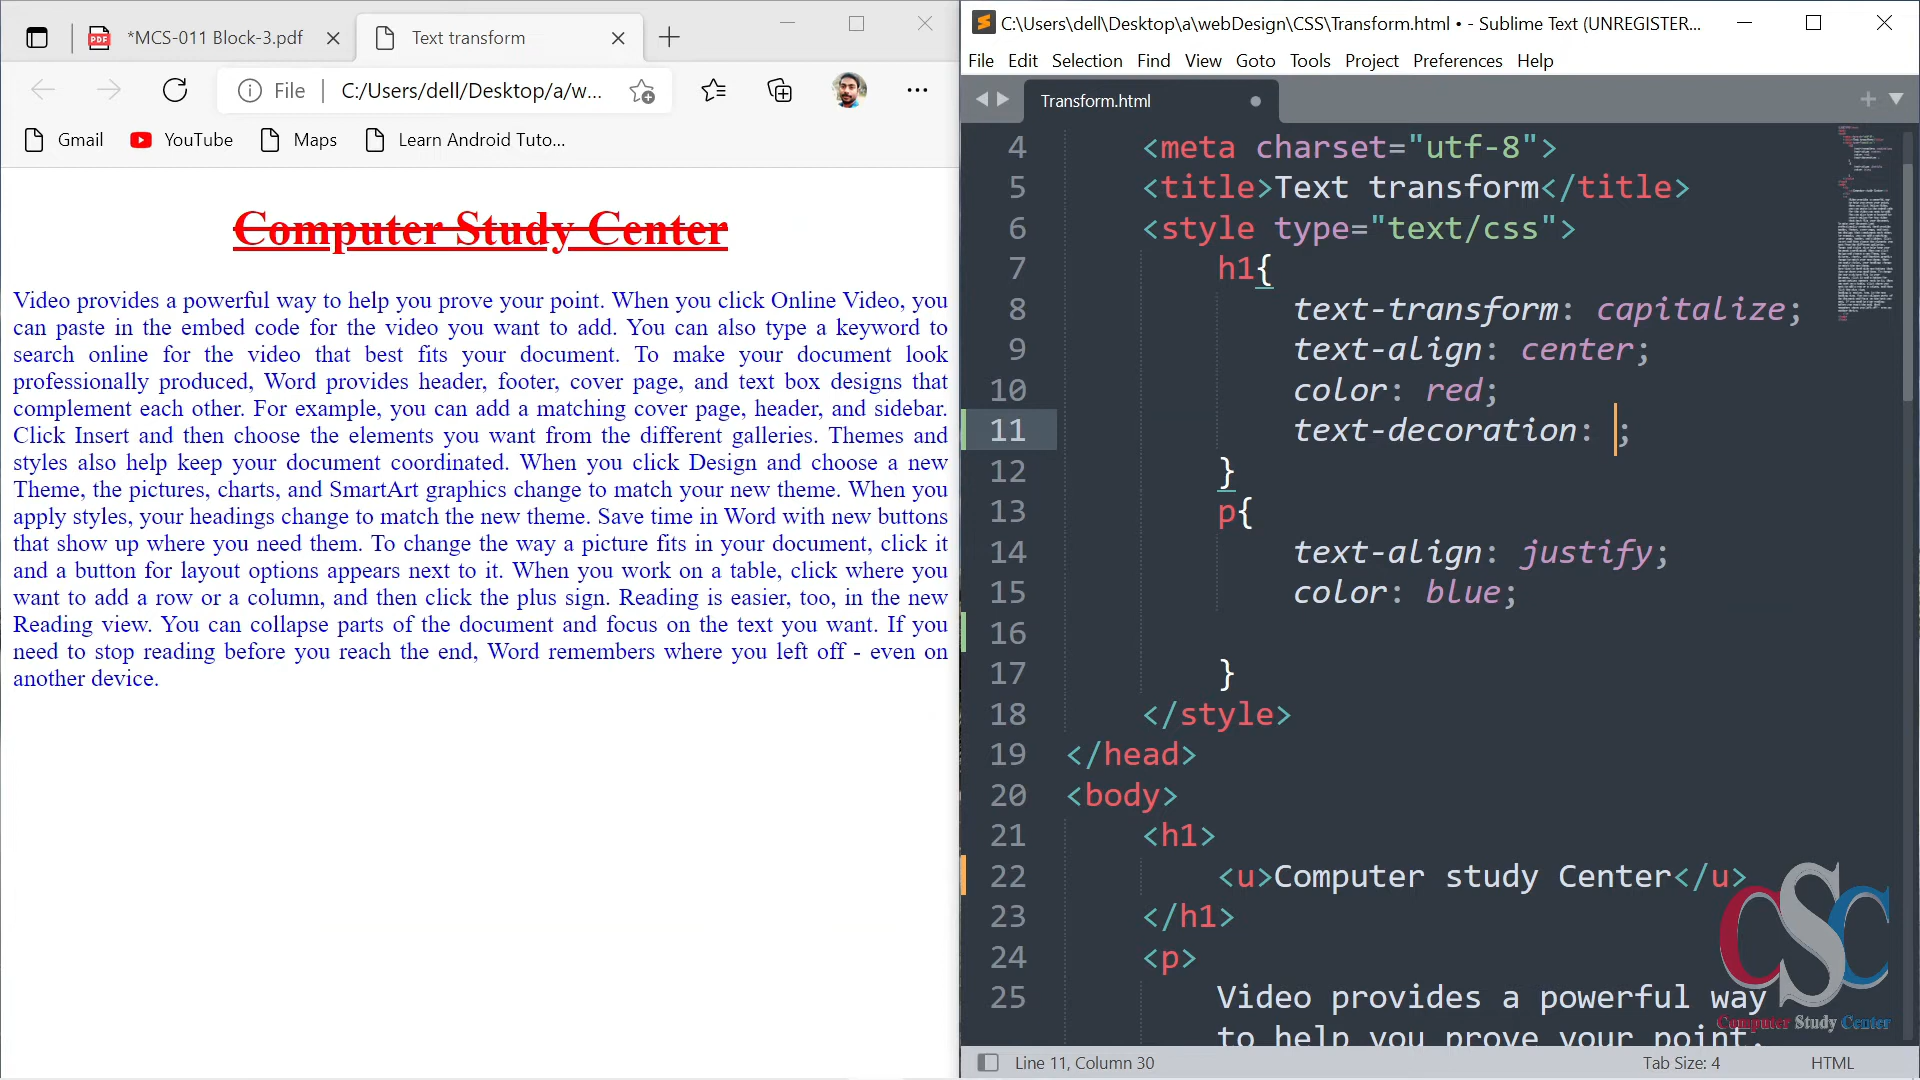 *MCS-011 Block-3.pdf
Text transform
File
C:/Users/dell/Desktop/a/w...
Gmail
YouTube
Maps
Learn Android Tuto...
Computer Study Center
Video provides a powerful way to help you prove your point. When you click Online Video, you
can paste in the embed code for the video you want to add. You can also type a keyword to
search online for the video that best fits your document. To make your document look
professionally produced, Word provides header, footer, cover page, and text box designs that
complement each other. For example, you can add a matching cover page, header, and sidebar.
Click Insert and then choose the elements you want from the different galleries. Themes and
styles also help keep your document coordinated. When you click Design and choose a new
Theme, the pictures, charts, and SmartArt graphics change to match your new theme. When you
apply styles, your headings change to match the new theme. Save time in Word with new buttons
that show up where you need them. To change the way a picture fits in your document, click it
and a button for layout options appears next to it. When you work on a table, click where you
want to add a row or a column, and then click the plus sign. Reading is easier, too, in the new
Reading view. You can collapse parts of the document and focus on the text you want. If you
need to stop reading before you reach the end, Word remembers where you left off - even on
another device.
C:\Users\dell\Desktop\a\webDesign\CSS\Transform.html • - Sublime Text (UNREGISTER...
File Edit Selection Find View Goto Tools Project Preferences Help
Transform.html
4 <meta charset="utf-8">
5 <title>Text transform</title>
6 <style type="text/css">
7 h1{
8 text-transform: capitalize;
9 text-align: center;
10 color: red;
11 text-decoration: ;
12 }
13 p{
14 text-align: justify;
15 color: blue;
16
17 }
18 </style>
19 </head>
20 <body>
21 <h1>
22 <u>Computer study Center</u>
23 </h1>
24 <p>
25 Video provides a powerful way
to help you prove your point.
CSC
Computer Study Center
Line 11, Column 30
Tab Size: 4
HTML